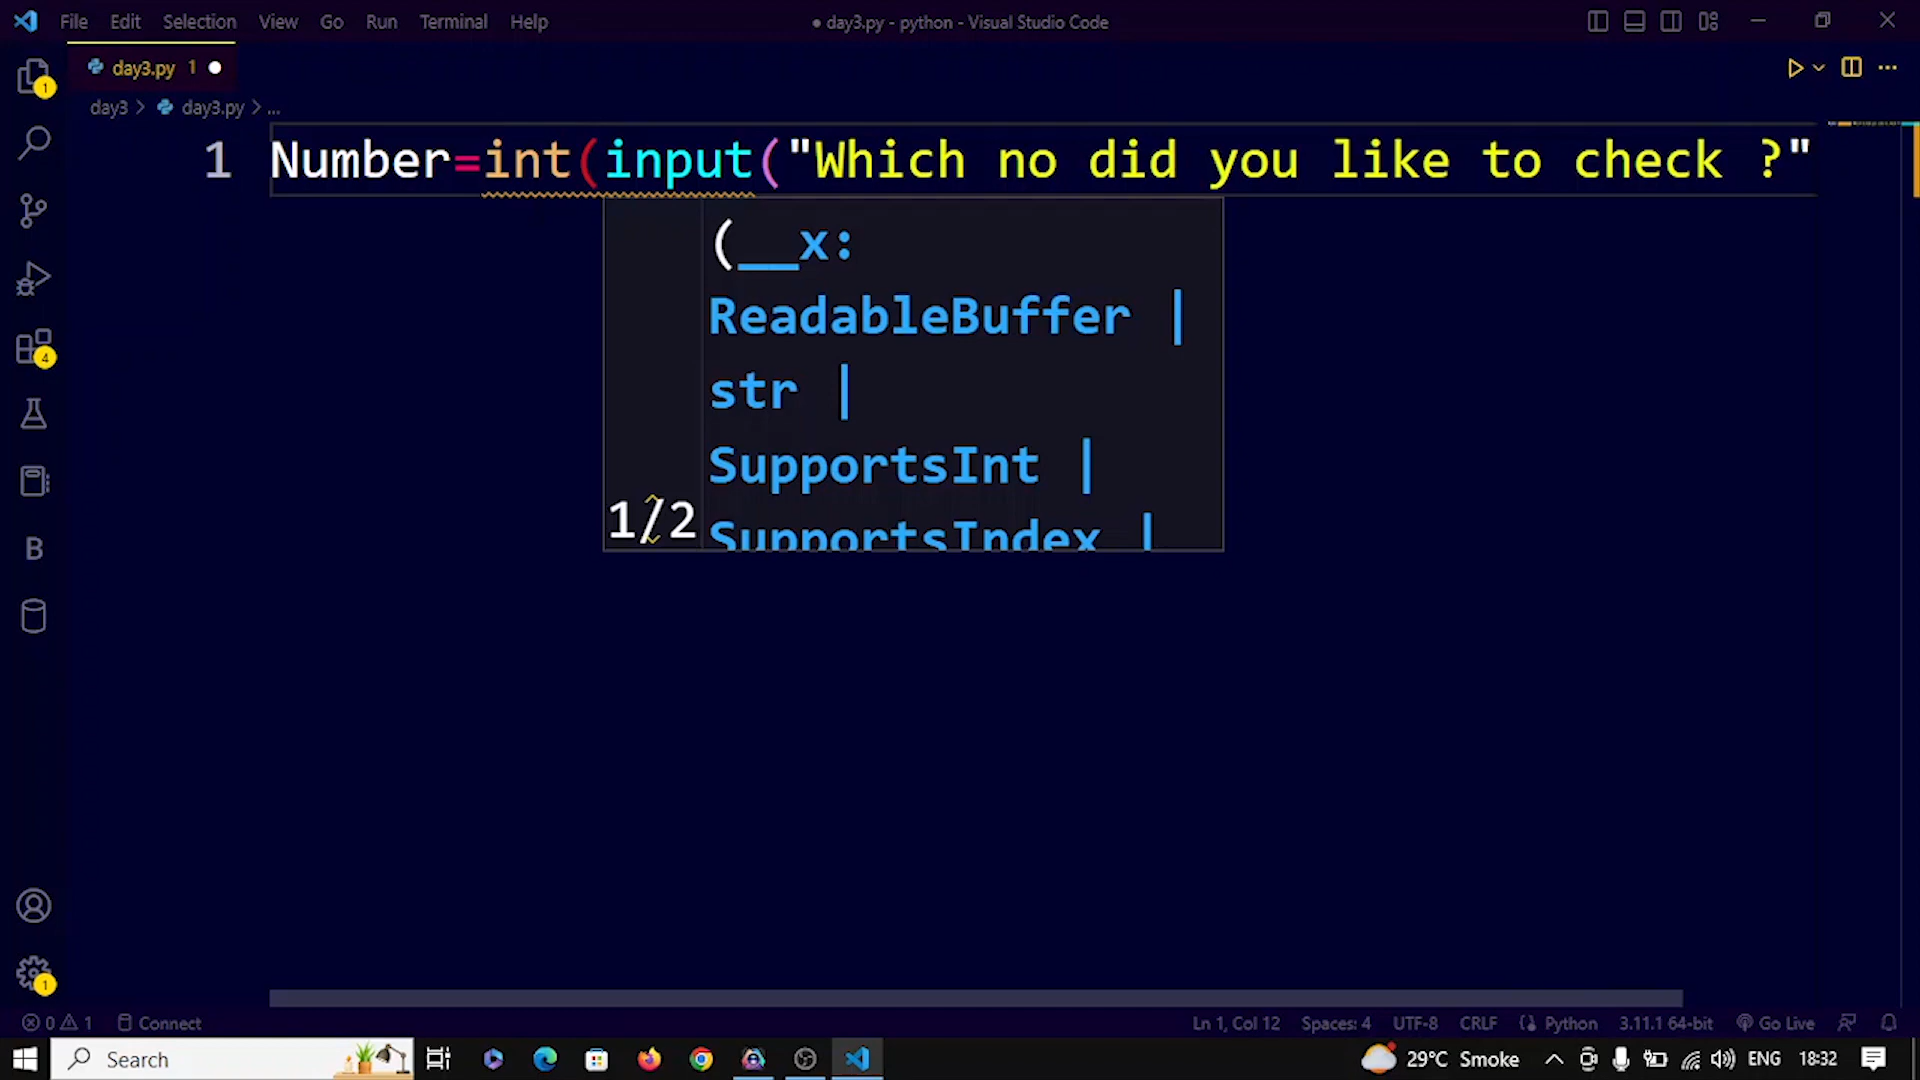 File Edit Selection View Go Run Terminal Help
● day3.py - python - Visual Studio Code
day3.py 1
day3 > day3.py > ...
1 Number=int(input("Which no did you like to check ?"
(__x:
ReadableBuffer |
str |
SupportsInt |
1/2 SupportsIndex |
1
4
B
1
0 1 Connect
Ln 1, Col 12 Spaces: 4 UTF-8 CRLF Python 3.11.1 64-bit Go Live
Search
29°C Smoke ENG 18:32